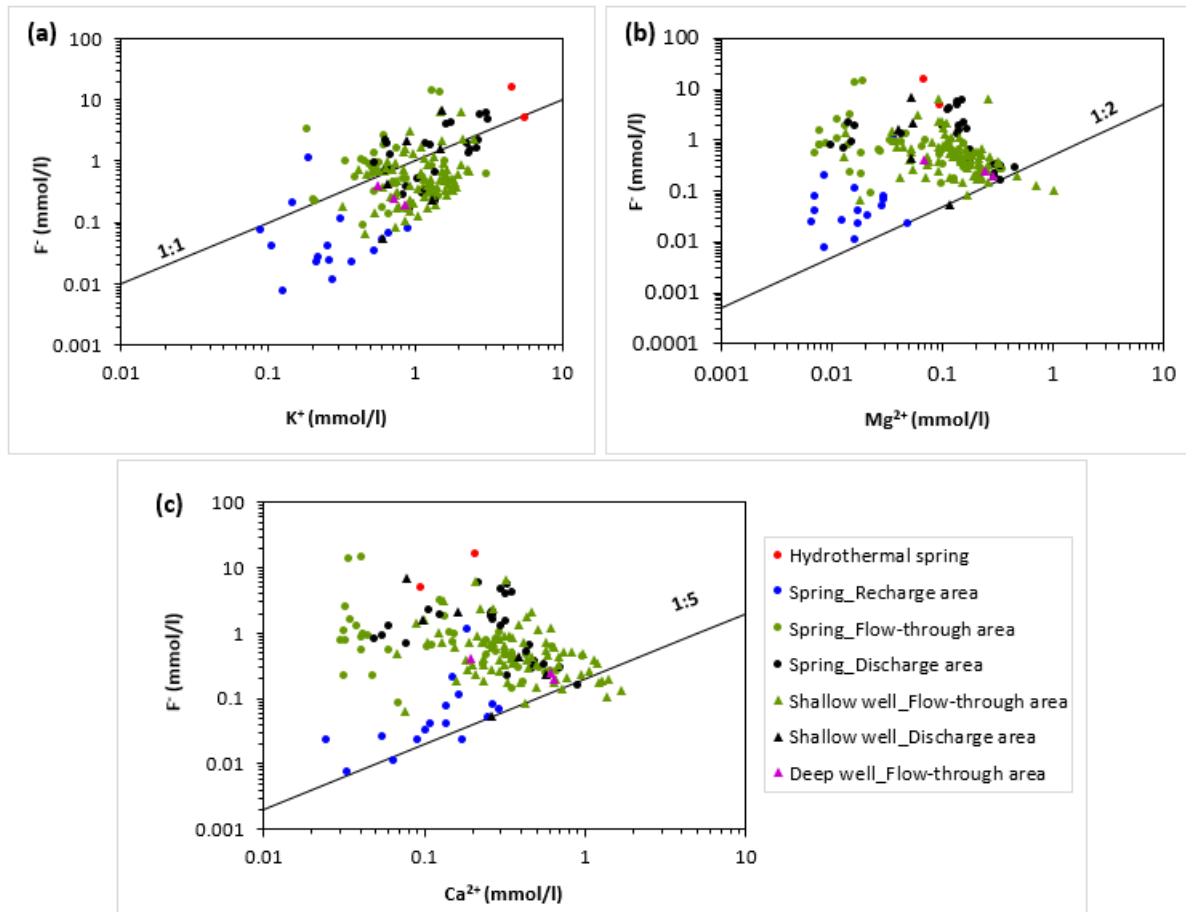 (a)
100
10
1
0.1
0.01
0.001
F⁻ (mmol/l)
1:1
0.01 0.1 1 10
K⁺ (mmol/l)
(b)
100
10
1
0.1
0.01
0.001
0.0001
F⁻ (mmol/l)
1:2
0.001 0.01 0.1 1 10
Mg²⁺ (mmol/l)
(c)
100
10
1
0.1
0.01
0.001
F⁻ (mmol/l)
1:5
0.01 0.1 1 10
Ca²⁺ (mmol/l)
Hydrothermal spring
Spring_Recharge area
Spring_Flow-through area
Spring_Discharge area
Shallow well_Flow-through area
Shallow well_Discharge area
Deep well_Flow-through area